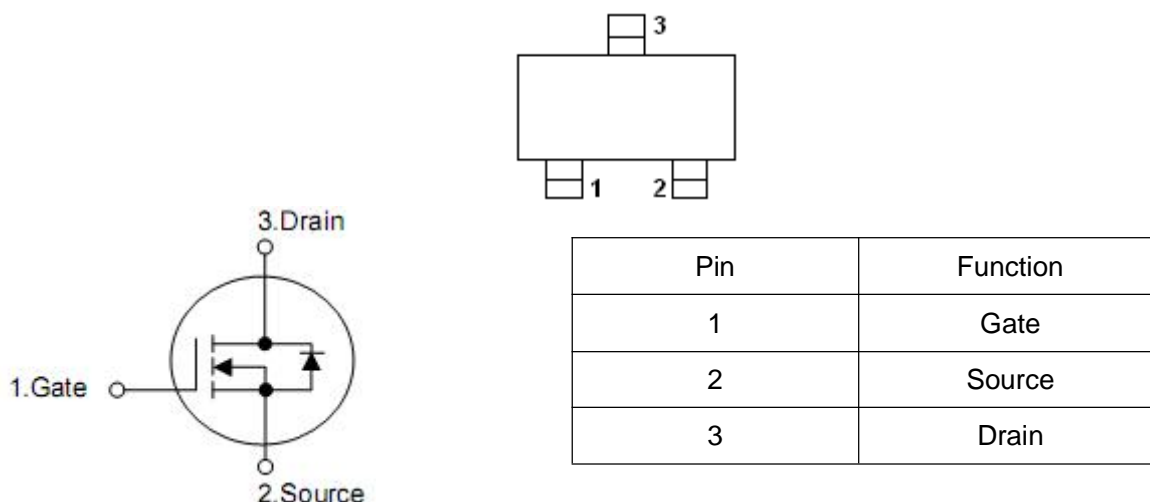 3
1
2
3.Drain
1.Gate
2.Source
Pin Function
1 Gate
2 Source
3 Drain